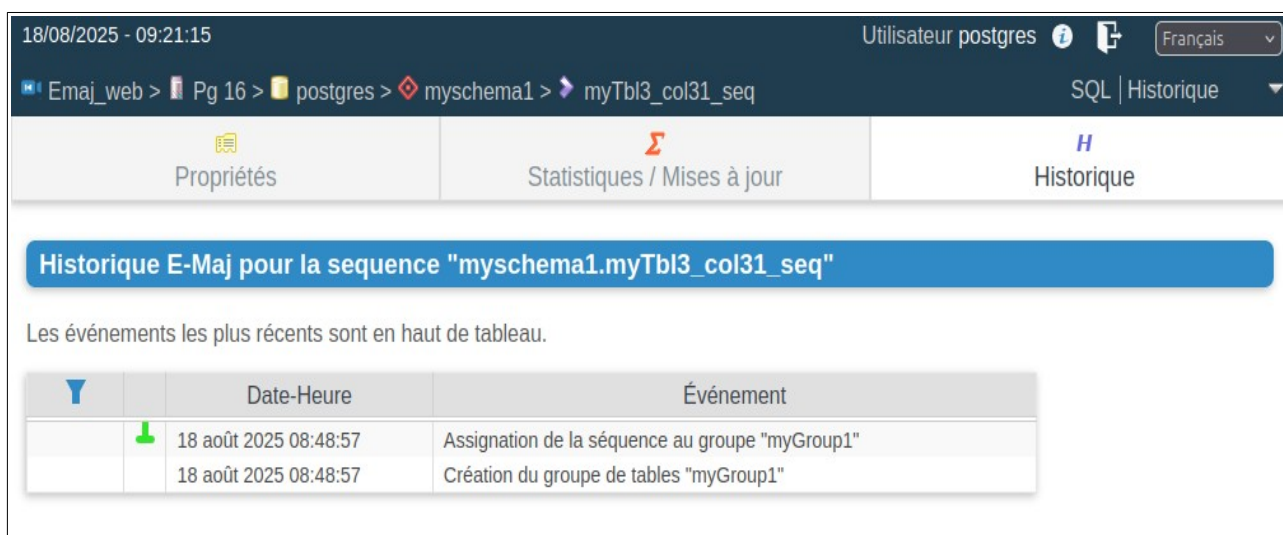 18/08/2025 - 09:21:15 Utilisateur postgres Français
Emaj_web > Pg 16 > postgres > myschema1 > myTbl3_col31_seq SQL | Historique
Propriétés Σ Statistiques / Mises à jour H Historique
Historique E-Maj pour la sequence "myschema1.myTbl3_col31_seq"
Les événements les plus récents sont en haut de tableau.
Date-Heure Événement
18 août 2025 08:48:57 Assignation de la séquence au groupe "myGroup1"
18 août 2025 08:48:57 Création du groupe de tables "myGroup1"